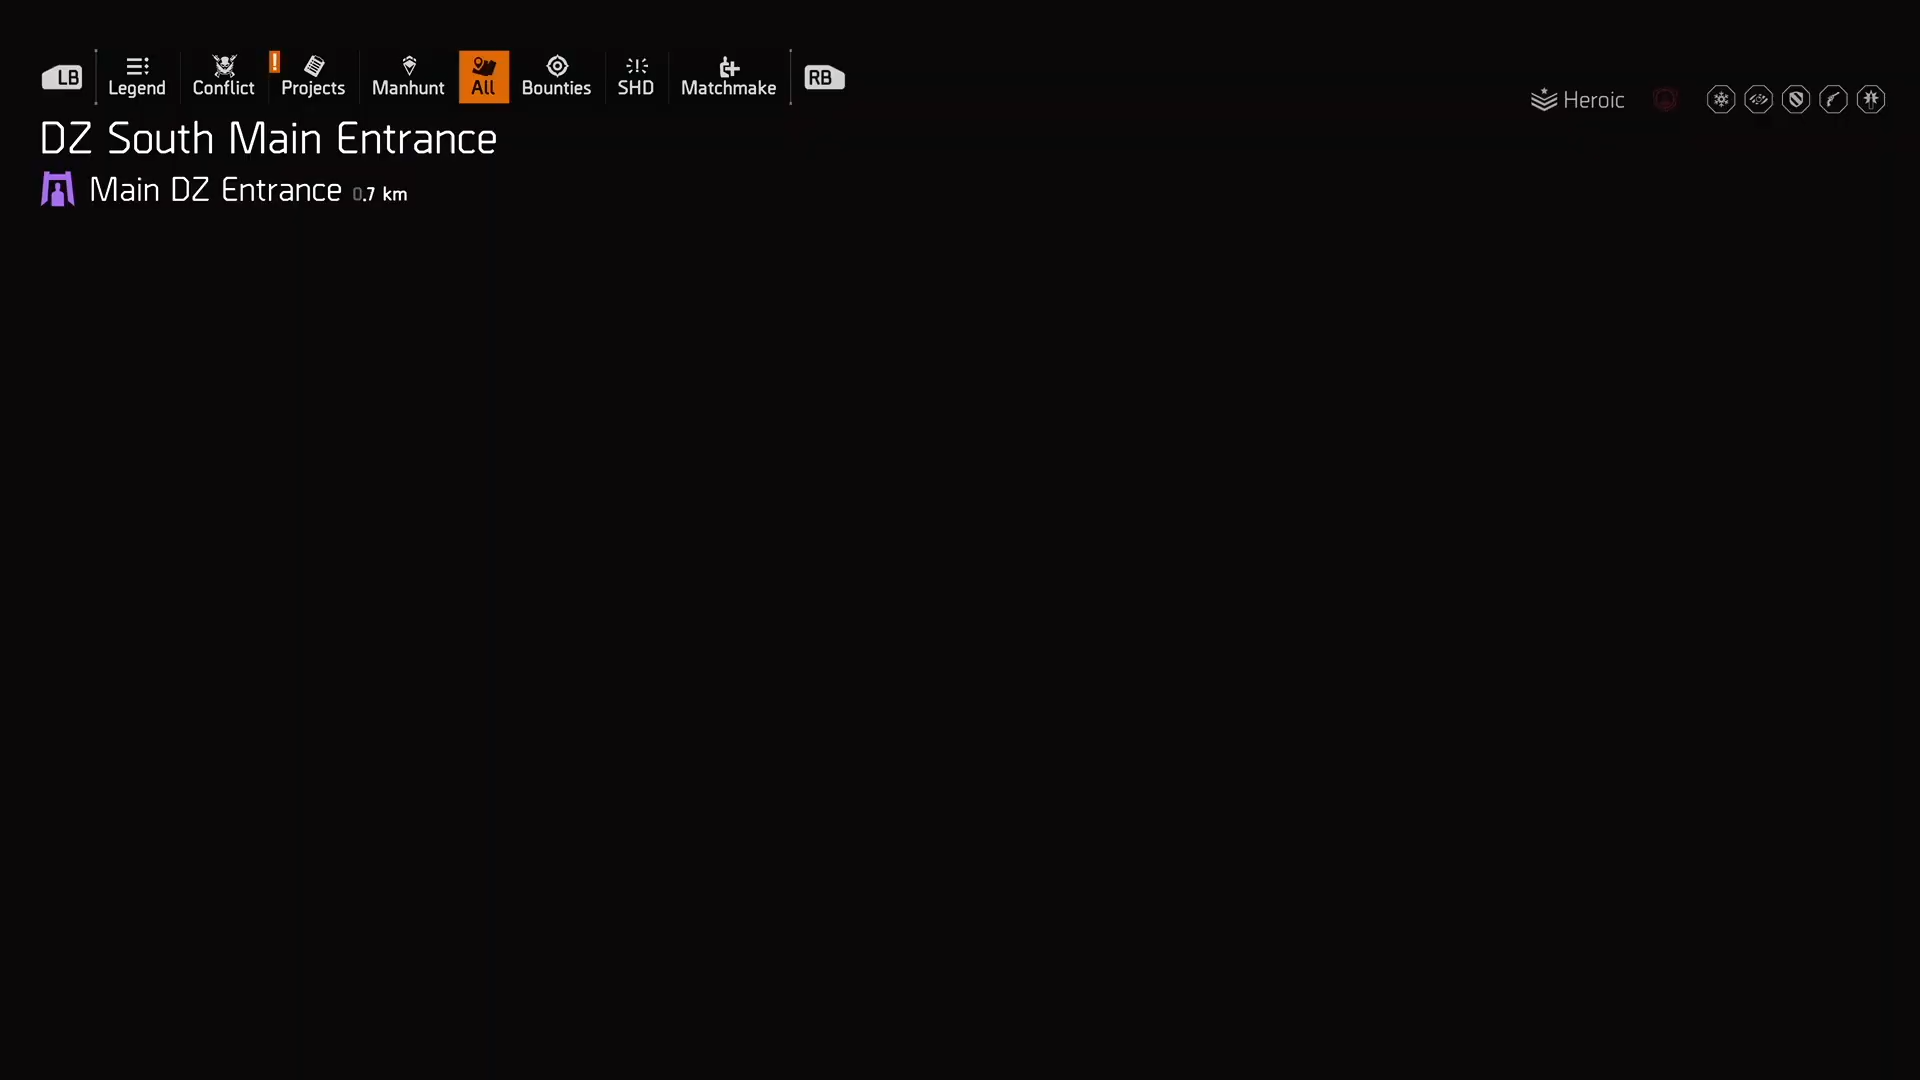 LB Legend Conflict ! Projects Manhunt All Bounties SHD Matchmake RB
Heroic
DZ South Main Entrance
Main DZ Entrance 0.7 km